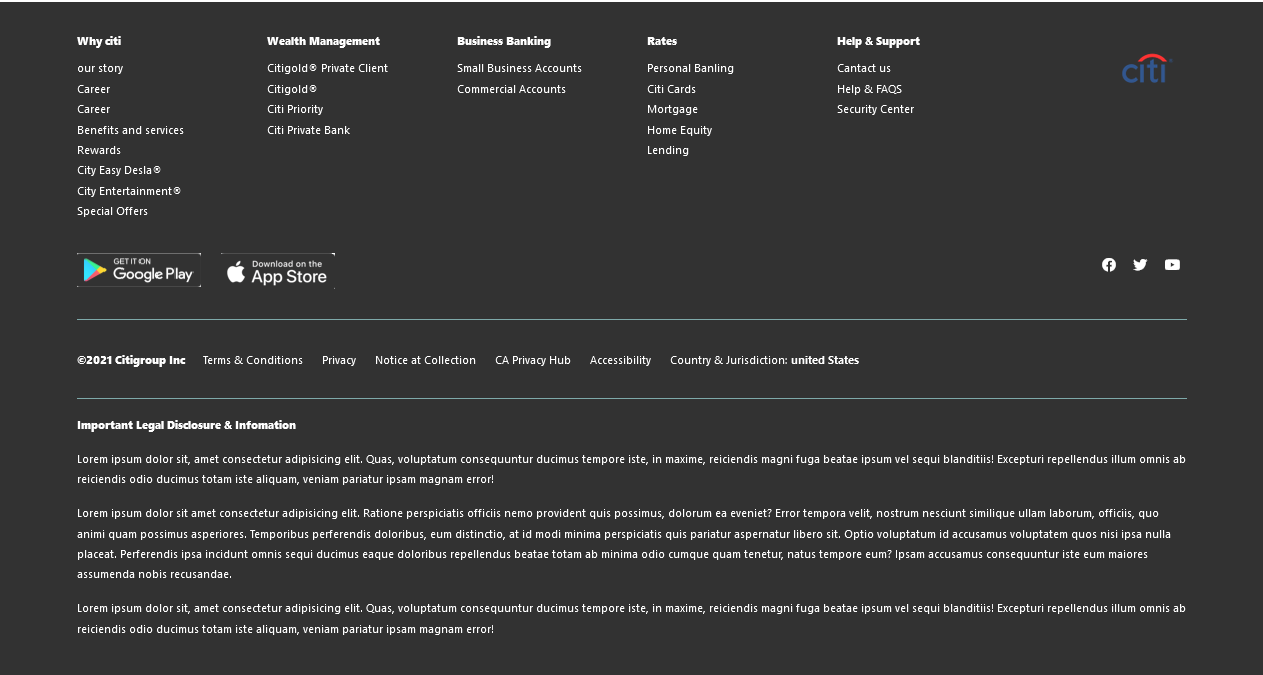 Why citi
our story
Career
Career
Benefits and services
Rewards
City Easy Desla®
City Entertainment®
Special Offers
Wealth Management
Citigold® Private Client
Citigold®
Citi Priority
Citi Private Bank
Business Banking
Small Business Accounts
Commercial Accounts
Rates
Personal Banling
Citi Cards
Mortgage
Home Equity
Lending
Help & Support
Cantact us
Help & FAQS
Security Center
citi
GET IT ON
Google Play
Download on the
App Store
©2021 Citigroup Inc Terms & Conditions Privacy Notice at Collection CA Privacy Hub Accessibility Country & Jurisdiction: united States
Important Legal Disclosure & Infomation
Lorem ipsum dolor sit, amet consectetur adipisicing elit. Quas, voluptatum consequuntur ducimus tempore iste, in maxime, reiciendis magni fuga beatae ipsum vel sequi blanditiis! Excepturi repellendus illum omnis ab
reiciendis odio ducimus totam iste aliquam, veniam pariatur ipsam magnam error!
Lorem ipsum dolor sit amet consectetur adipisicing elit. Ratione perspiciatis officiis nemo provident quis possimus, dolorum ea eveniet? Error tempora velit, nostrum nesciunt similique ullam laborum, officiis, quo
animi quam possimus asperiores. Temporibus perferendis doloribus, eum distinctio, at id modi minima perspiciatis quis pariatur aspernatur libero sit. Optio voluptatum id accusamus voluptatem quos nisi ipsa nulla
placeat. Perferendis ipsa incidunt omnis sequi ducimus eaque doloribus repellendus beatae totam ab minima odio cumque quam tenetur, natus tempore eum? Ipsam accusamus consequuntur iste eum maiores
assumenda nobis recusandae.
Lorem ipsum dolor sit, amet consectetur adipisicing elit. Quas, voluptatum consequuntur ducimus tempore iste, in maxime, reiciendis magni fuga beatae ipsum vel sequi blanditiis! Excepturi repellendus illum omnis ab
reiciendis odio ducimus totam iste aliquam, veniam pariatur ipsam magnam error!